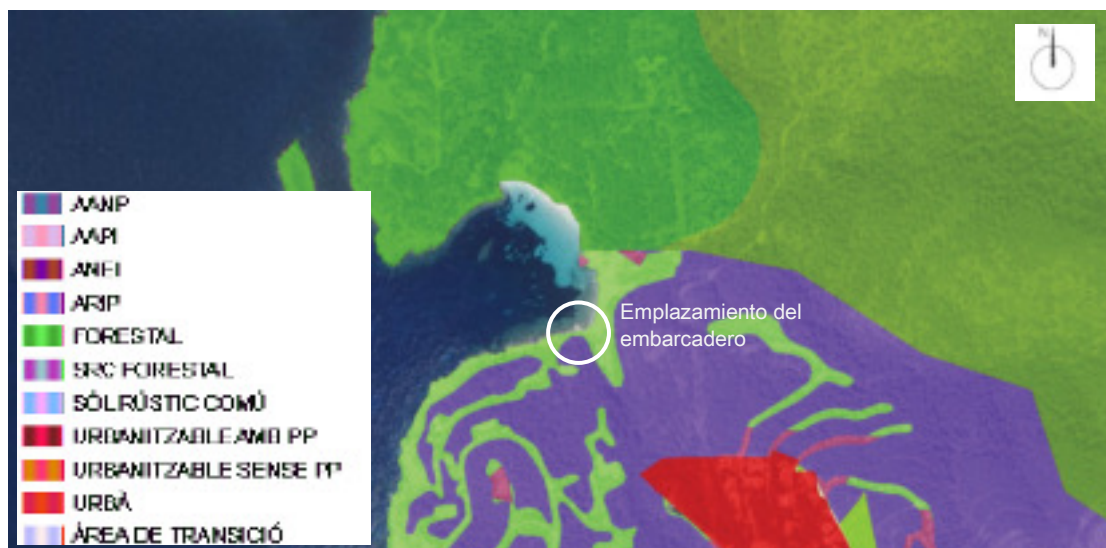 N
AANP
AAPI
ANEI
ARIP
FORESTAL
SRC FORESTAL
SÒL RÚSTIC COMÚ
URBANITZABLE AMB PP
URBANITZABLE SENSE PP
URBÀ
ÀREA DE TRANSICIÓ
Emplazamiento del
embarcadero